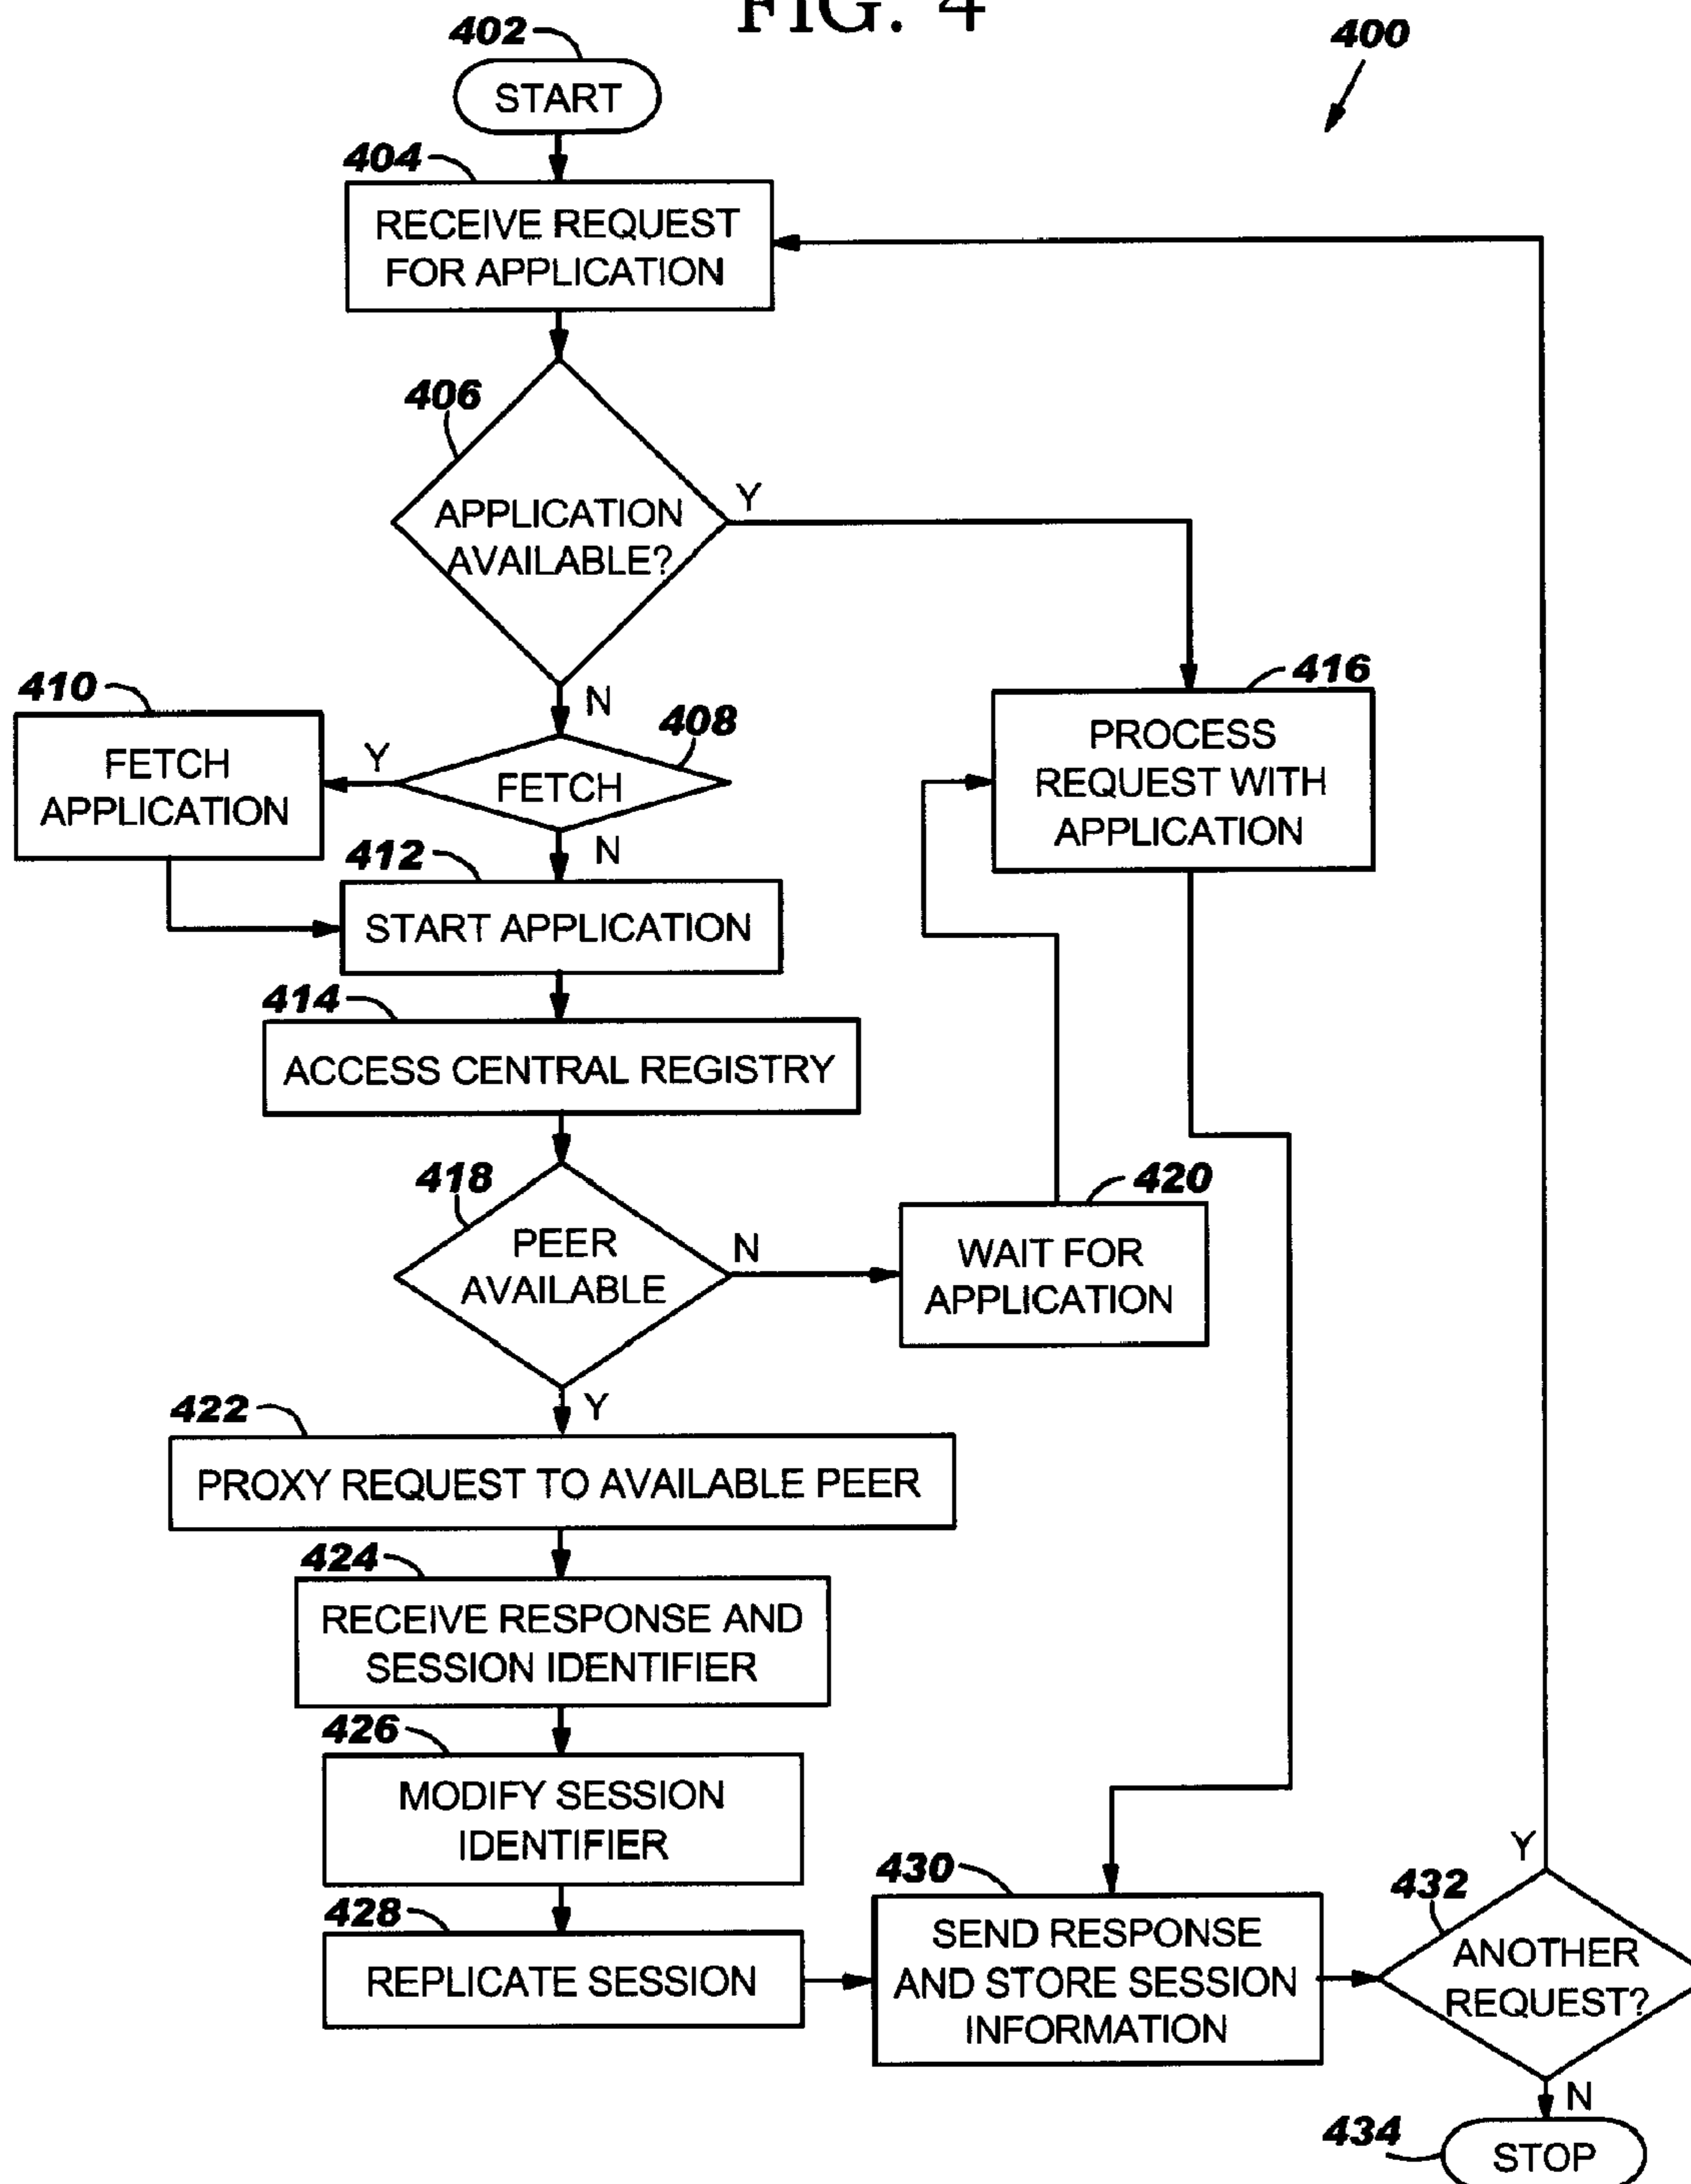 FIG. 4
400
402
START
404
RECEIVE REQUEST
FOR APPLICATION
406
APPLICATION
AVAILABLE?
Y
N
408
FETCH
Y
N
410
FETCH
APPLICATION
412
START APPLICATION
414
ACCESS CENTRAL REGISTRY
416
PROCESS
REQUEST WITH
APPLICATION
418
PEER
AVAILABLE
N
Y
420
WAIT FOR
APPLICATION
422
PROXY REQUEST TO AVAILABLE PEER
424
RECEIVE RESPONSE AND
SESSION IDENTIFIER
426
MODIFY SESSION
IDENTIFIER
428
REPLICATE SESSION
430
SEND RESPONSE
AND STORE SESSION
INFORMATION
432
ANOTHER
REQUEST?
Y
N
434
STOP